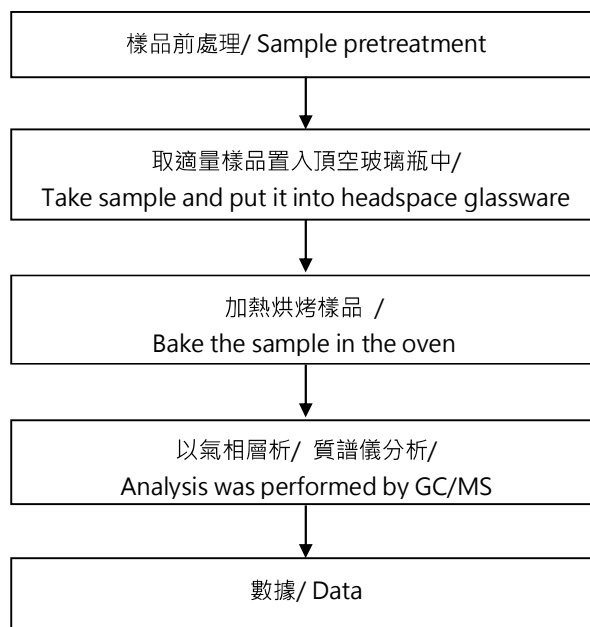 樣品前處理/ Sample pretreatment
取適量樣品置入頂空玻璃瓶中/
Take sample and put it into headspace glassware
加熱烘烤樣品 /
Bake the sample in the oven
以氣相層析/ 質譜儀分析/
Analysis was performed by GC/MS
數據/ Data